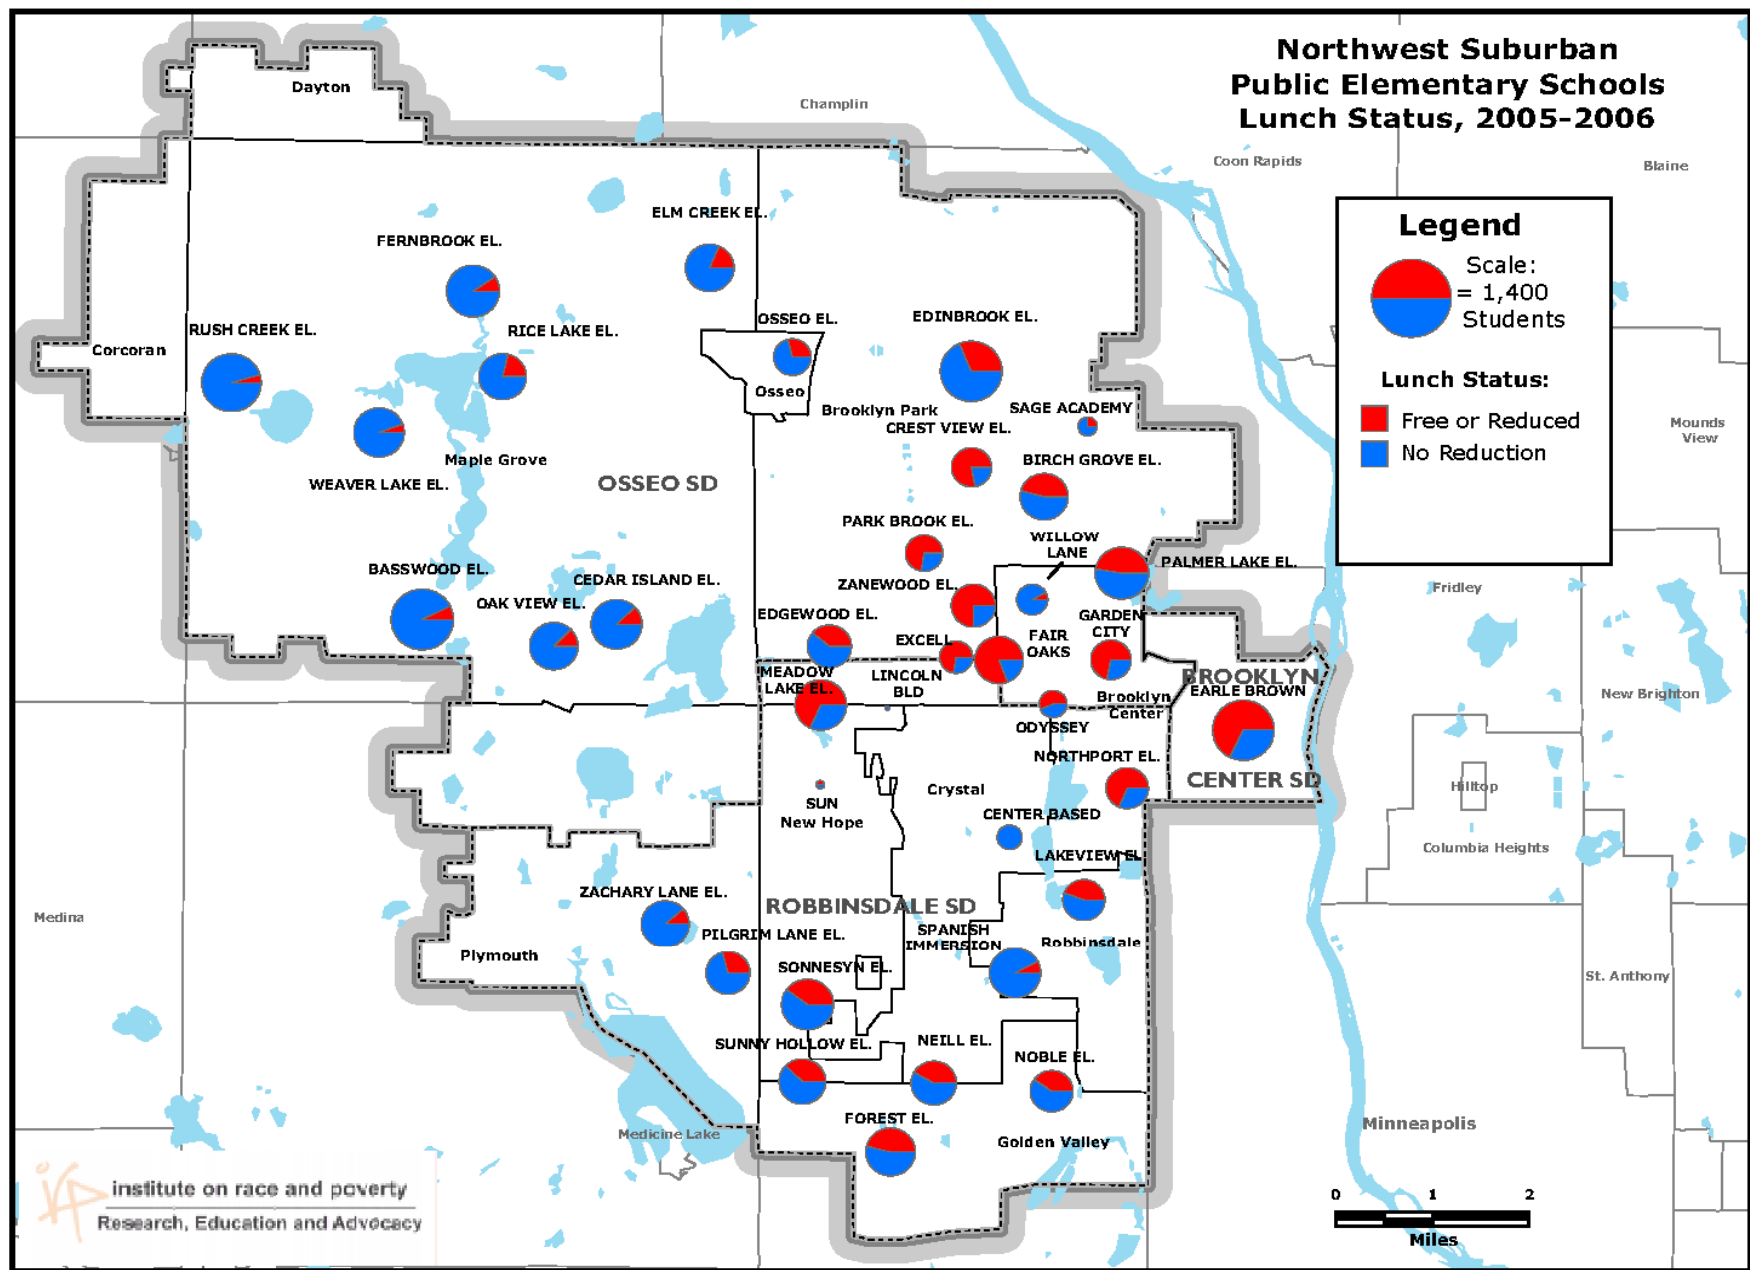 Northwest Suburban
Public Elementary Schools
Lunch Status, 2005-2006
Dayton
Champlin
Coon Rapids
Blaine
Legend
Scale:
= 1,400
Students
Lunch Status:
Free or Reduced
No Reduction
ELM CREEK EL.
FERNBROOK EL.
RUSH CREEK EL.
RICE LAKE EL.
OSSEO EL.
EDINBROOK EL.
Corcoran
Osseo
Brooklyn Park
SAGE ACADEMY
CREST VIEW EL.
Mounds
View
Maple Grove
BIRCH GROVE EL.
WEAVER LAKE EL.
OSSEO SD
PARK BROOK EL.
WILLOW
LANE
PALMER LAKE EL.
BASSWOOD EL.
CEDAR ISLAND EL.
ZANEWOOD EL.
Fridley
OAK VIEW EL.
EDGEWOOD EL.
GARDEN
CITY
EXCELL
FAIR
OAKS
MEADOW
LAKE EL.
LINCOLN
BLD
BROOKLYN
EARLE BROWN
New Brighton
Brooklyn
Center
ODYSSEY
NORTHPORT EL.
CENTER SD
Crystal
Hilltop
SUN
New Hope
CENTER BASED
Columbia Heights
LAKEVIEW EL
ZACHARY LANE EL.
ROBBINSDALE SD
Medina
PILGRIM LANE EL.
SPANISH
IMMERSION
Robbinsdale
Plymouth
SONNESYN EL.
St. Anthony
SUNNY HOLLOW EL.
NEILL EL.
NOBLE EL.
FOREST EL.
Minneapolis
Medicine Lake
Golden Valley
irp
institute on race and poverty
Research, Education and Advocacy
0 1 2
Miles